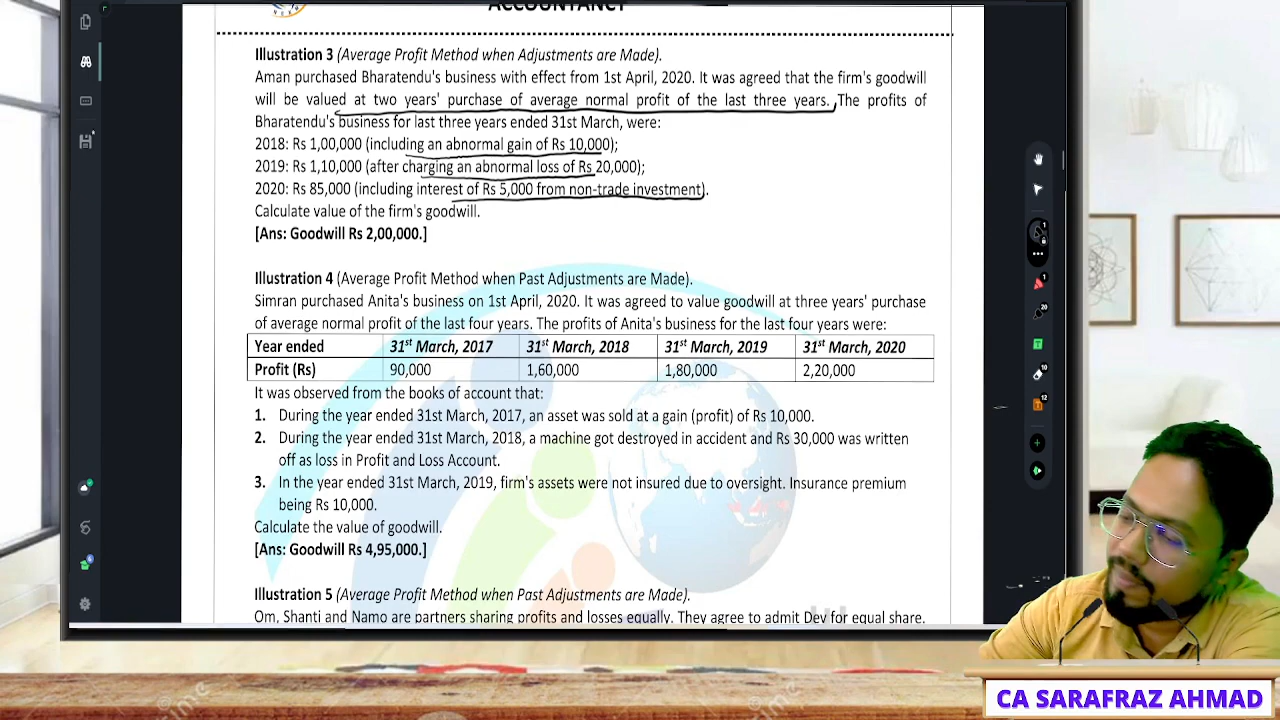 ACCOUNTANCY
Illustration 3 (Average Profit Method when Adjustments are Made).
Aman purchased Bharatendu's business with effect from 1st April, 2020. It was agreed that the firm's goodwill
will be valued at two years' purchase of average normal profit of the last three years. The profits of
Bharatendu's business for last three years ended 31st March, were:
2018: Rs 1,00,000 (including an abnormal gain of Rs 10,000);
2019: Rs 1,10,000 (after charging an abnormal loss of Rs 20,000);
2020: Rs 85,000 (including interest of Rs 5,000 from non-trade investment).
Calculate value of the firm's goodwill.
[Ans: Goodwill Rs 2,00,000.]
Illustration 4 (Average Profit Method when Past Adjustments are Made).
Simran purchased Anita's business on 1st April, 2020. It was agreed to value goodwill at three years' purchase
of average normal profit of the last four years. The profits of Anita's business for the last four years were:
Year ended 31st March, 2017 31st March, 2018 31st March, 2019 31st March, 2020
Profit (Rs) 90,000 1,60,000 1,80,000 2,20,000
It was observed from the books of account that:
1. During the year ended 31st March, 2017, an asset was sold at a gain (profit) of Rs 10,000.
2. During the year ended 31st March, 2018, a machine got destroyed in accident and Rs 30,000 was written
off as loss in Profit and Loss Account.
3. In the year ended 31st March, 2019, firm's assets were not insured due to oversight. Insurance premium
being Rs 10,000.
Calculate the value of goodwill.
[Ans: Goodwill Rs 4,95,000.]
Illustration 5 (Average Profit Method when Past Adjustments are Made).
Om, Shanti and Namo are partners sharing profits and losses equally. They agree to admit Dev for equal share.
CA SARAFRAZ AHMAD